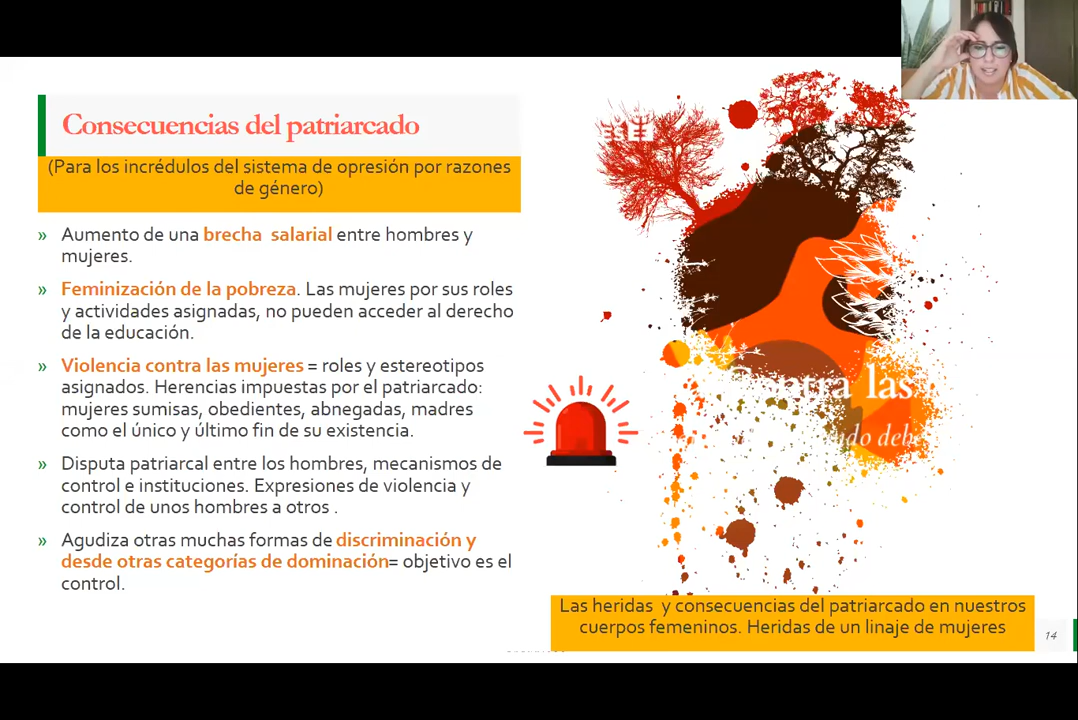 Consecuencias del patriarcado
(Para los incrédulos del sistema de opresión por razones
de género)
» Aumento de una brecha salarial entre hombres y
mujeres.
» Feminización de la pobreza. Las mujeres por sus roles
y actividades asignadas, no pueden acceder al derecho
de la educación.
» Violencia contra las mujeres = roles y estereotipos
asignados. Herencias impuestas por el patriarcado:
mujeres sumisas, obedientes, abnegadas, madres
como el único y último fin de su existencia.
» Disputa patriarcal entre los hombres, mecanismos de
control e instituciones. Expresiones de violencia y
control de unos hombres a otros .
» Agudiza otras muchas formas de discriminación y
desde otras categorías de dominación= objetivo es el
control.
las
Las heridas y consecuencias del patriarcado en nuestros
cuerpos femeninos. Heridas de un linaje de mujeres
14